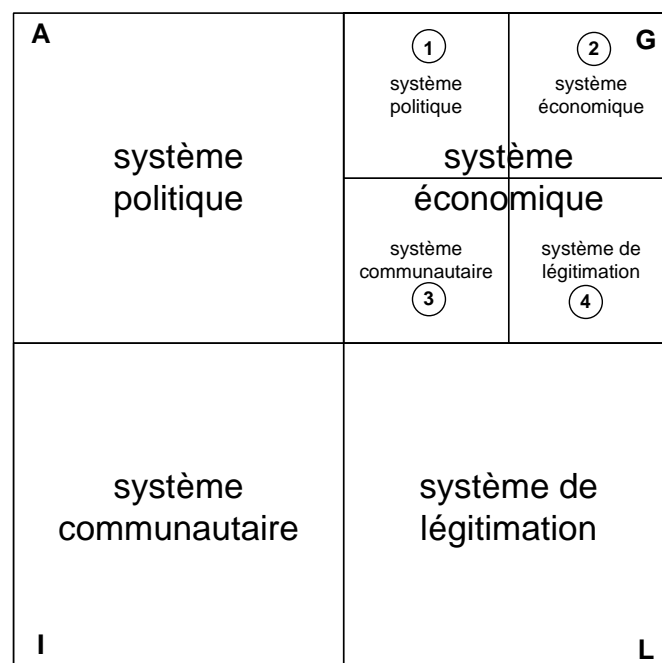 A
1
2
G
système
politique
système
économique
système
politique
système
économique
système
communautaire
3
système de
légitimation
4
système
communautaire
système de
légitimation
I
L